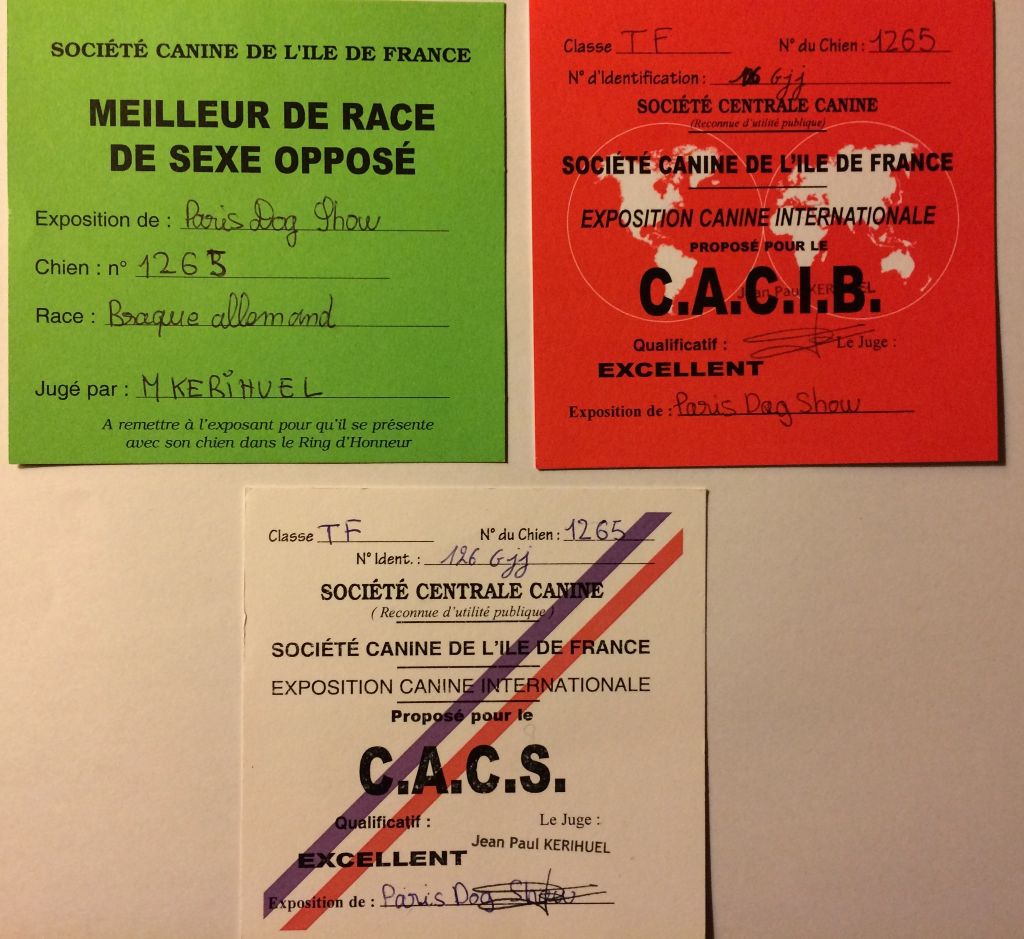 SOCIÉTÉ CANINE DE L'ILE DE FRANCE
MEILLEUR DE RACE
DE SEXE OPPOSÉ
Exposition de : Paris Dog Show
Chien : n° 1265
Race : Braque allemand
Jugé par : M KERIHUEL
A remettre à l'exposant pour qu'il se présente
avec son chien dans le Ring d'Honneur
Classe TF N° du Chien : 1265
N° d'Identification : Gjj
SOCIÉTÉ CENTRALE CANINE
(Reconnue d'utilité publique)
SOCIÉTÉ CANINE DE L'ILE DE FRANCE
EXPOSITION CANINE INTERNATIONALE
PROPOSÉ POUR LE
C.A.C.I.B.
Jean Paul KERIHUEL
Qualificatif : Le Juge :
EXCELLENT
Exposition de : Paris Dog Show
Classe TF N° du Chien : 1265
N° Ident. : 126 Gjj
SOCIÉTÉ CENTRALE CANINE
(Reconnue d'utilité publique)
SOCIÉTÉ CANINE DE L'ILE DE FRANCE
EXPOSITION CANINE INTERNATIONALE
Proposé pour le
C.A.C.S.
Qualificatif : Le Juge :
EXCELLENT Jean Paul KERIHUEL
Exposition de : Paris Dog Show